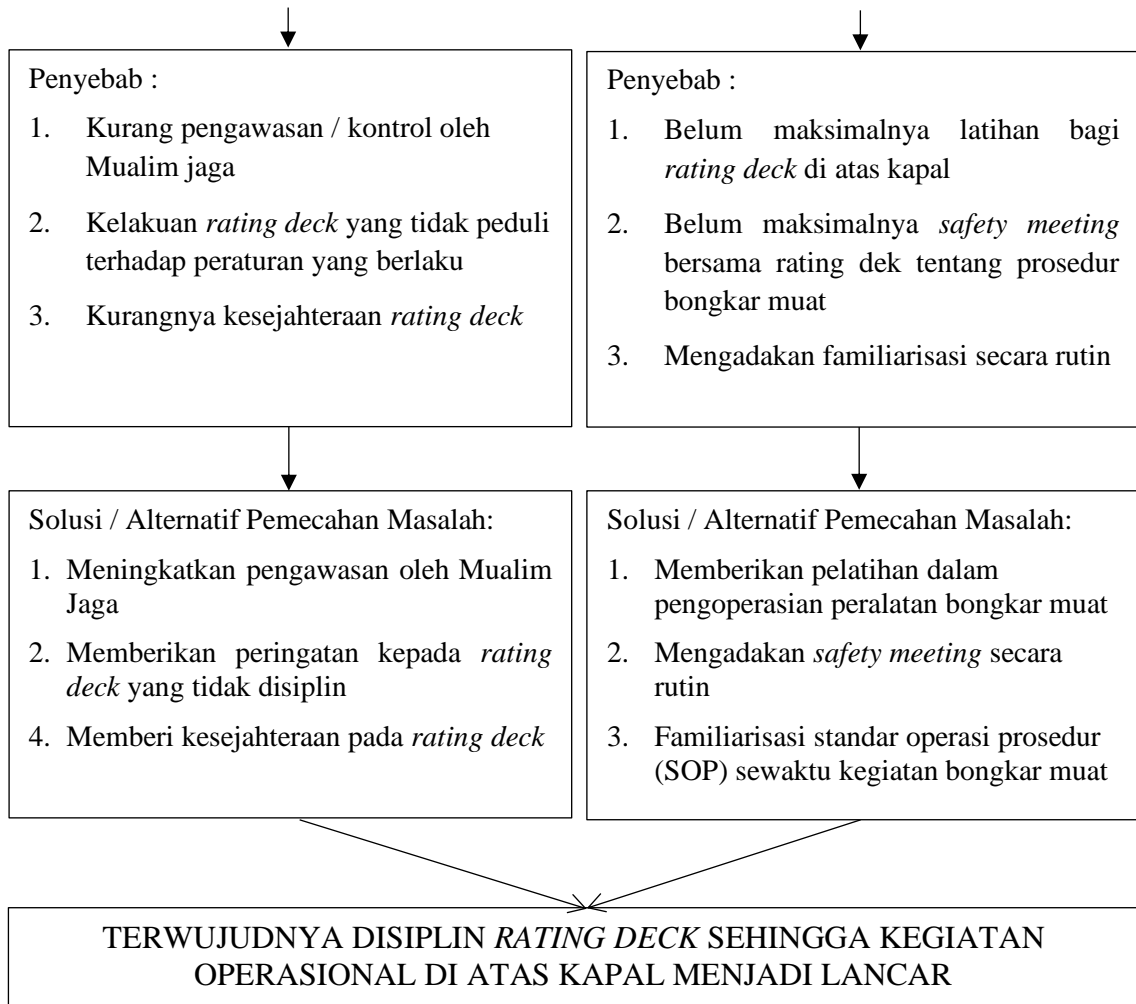 Penyebab :
1. Kurang pengawasan / kontrol oleh
Mualim jaga
2. Kelakuan rating deck yang tidak peduli
terhadap peraturan yang berlaku
3. Kurangnya kesejahteraan rating deck
Penyebab :
1. Belum maksimalnya latihan bagi
rating deck di atas kapal
2. Belum maksimalnya safety meeting
bersama rating dek tentang prosedur
bongkar muat
3. Mengadakan familiarisasi secara rutin
Solusi / Alternatif Pemecahan Masalah:
1. Meningkatkan pengawasan oleh Mualim
Jaga
2. Memberikan peringatan kepada rating
deck yang tidak disiplin
4. Memberi kesejahteraan pada rating deck
Solusi / Alternatif Pemecahan Masalah:
1. Memberikan pelatihan dalam
pengoperasian peralatan bongkar muat
2. Mengadakan safety meeting secara
rutin
3. Familiarisasi standar operasi prosedur
(SOP) sewaktu kegiatan bongkar muat
TERWUJUDNYA DISIPLIN RATING DECK SEHINGGA KEGIATAN
OPERASIONAL DI ATAS KAPAL MENJADI LANCAR